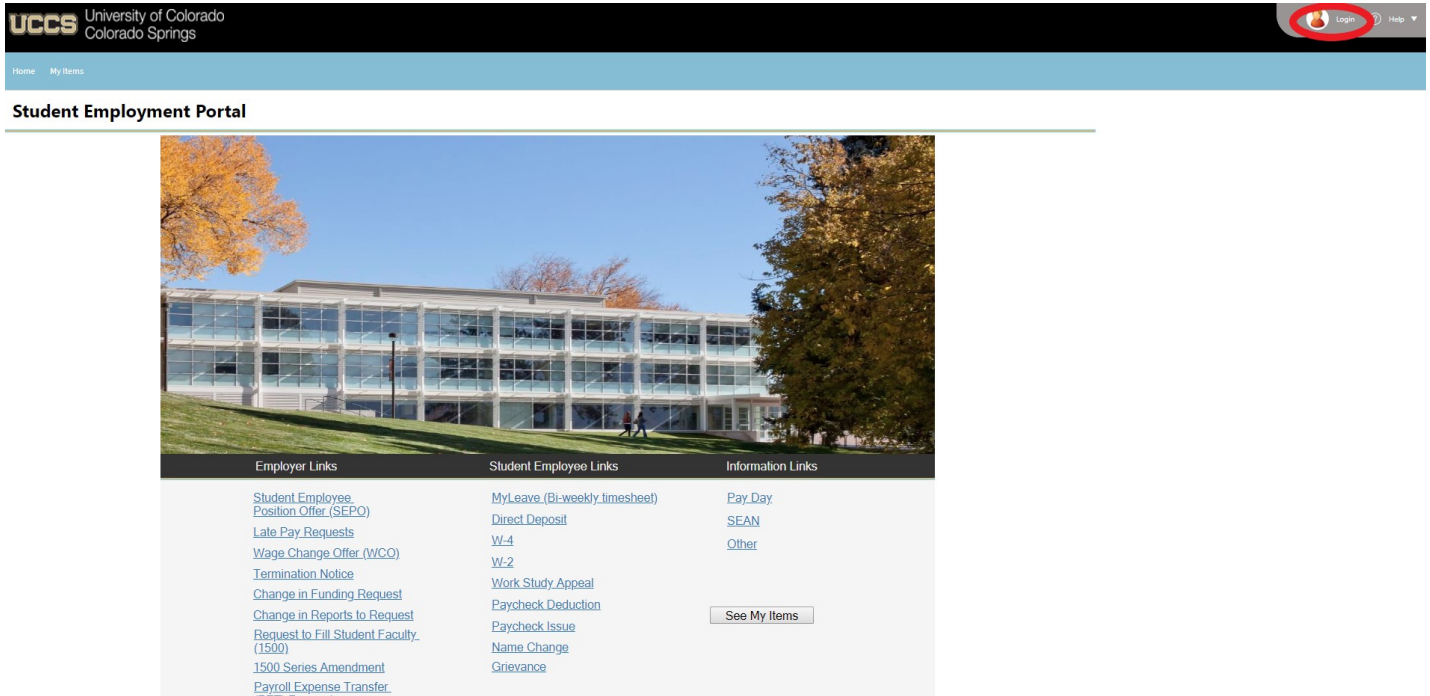 UCCS University of Colorado
Colorado Springs
Login ? Help ▼
Home My Items
Student Employment Portal
Employer Links
Student Employee
Position Offer (SEPO)
Late Pay Requests
Wage Change Offer (WCO)
Termination Notice
Change in Funding Request
Change in Reports to Request
Request to Fill Student Faculty
(1500)
1500 Series Amendment
Payroll Expense Transfer
Student Employee Links
MyLeave (Bi-weekly timesheet)
Direct Deposit
W-4
W-2
Work Study Appeal
Paycheck Deduction
Paycheck Issue
Name Change
Grievance
Information Links
Pay Day
SEAN
Other
See My Items